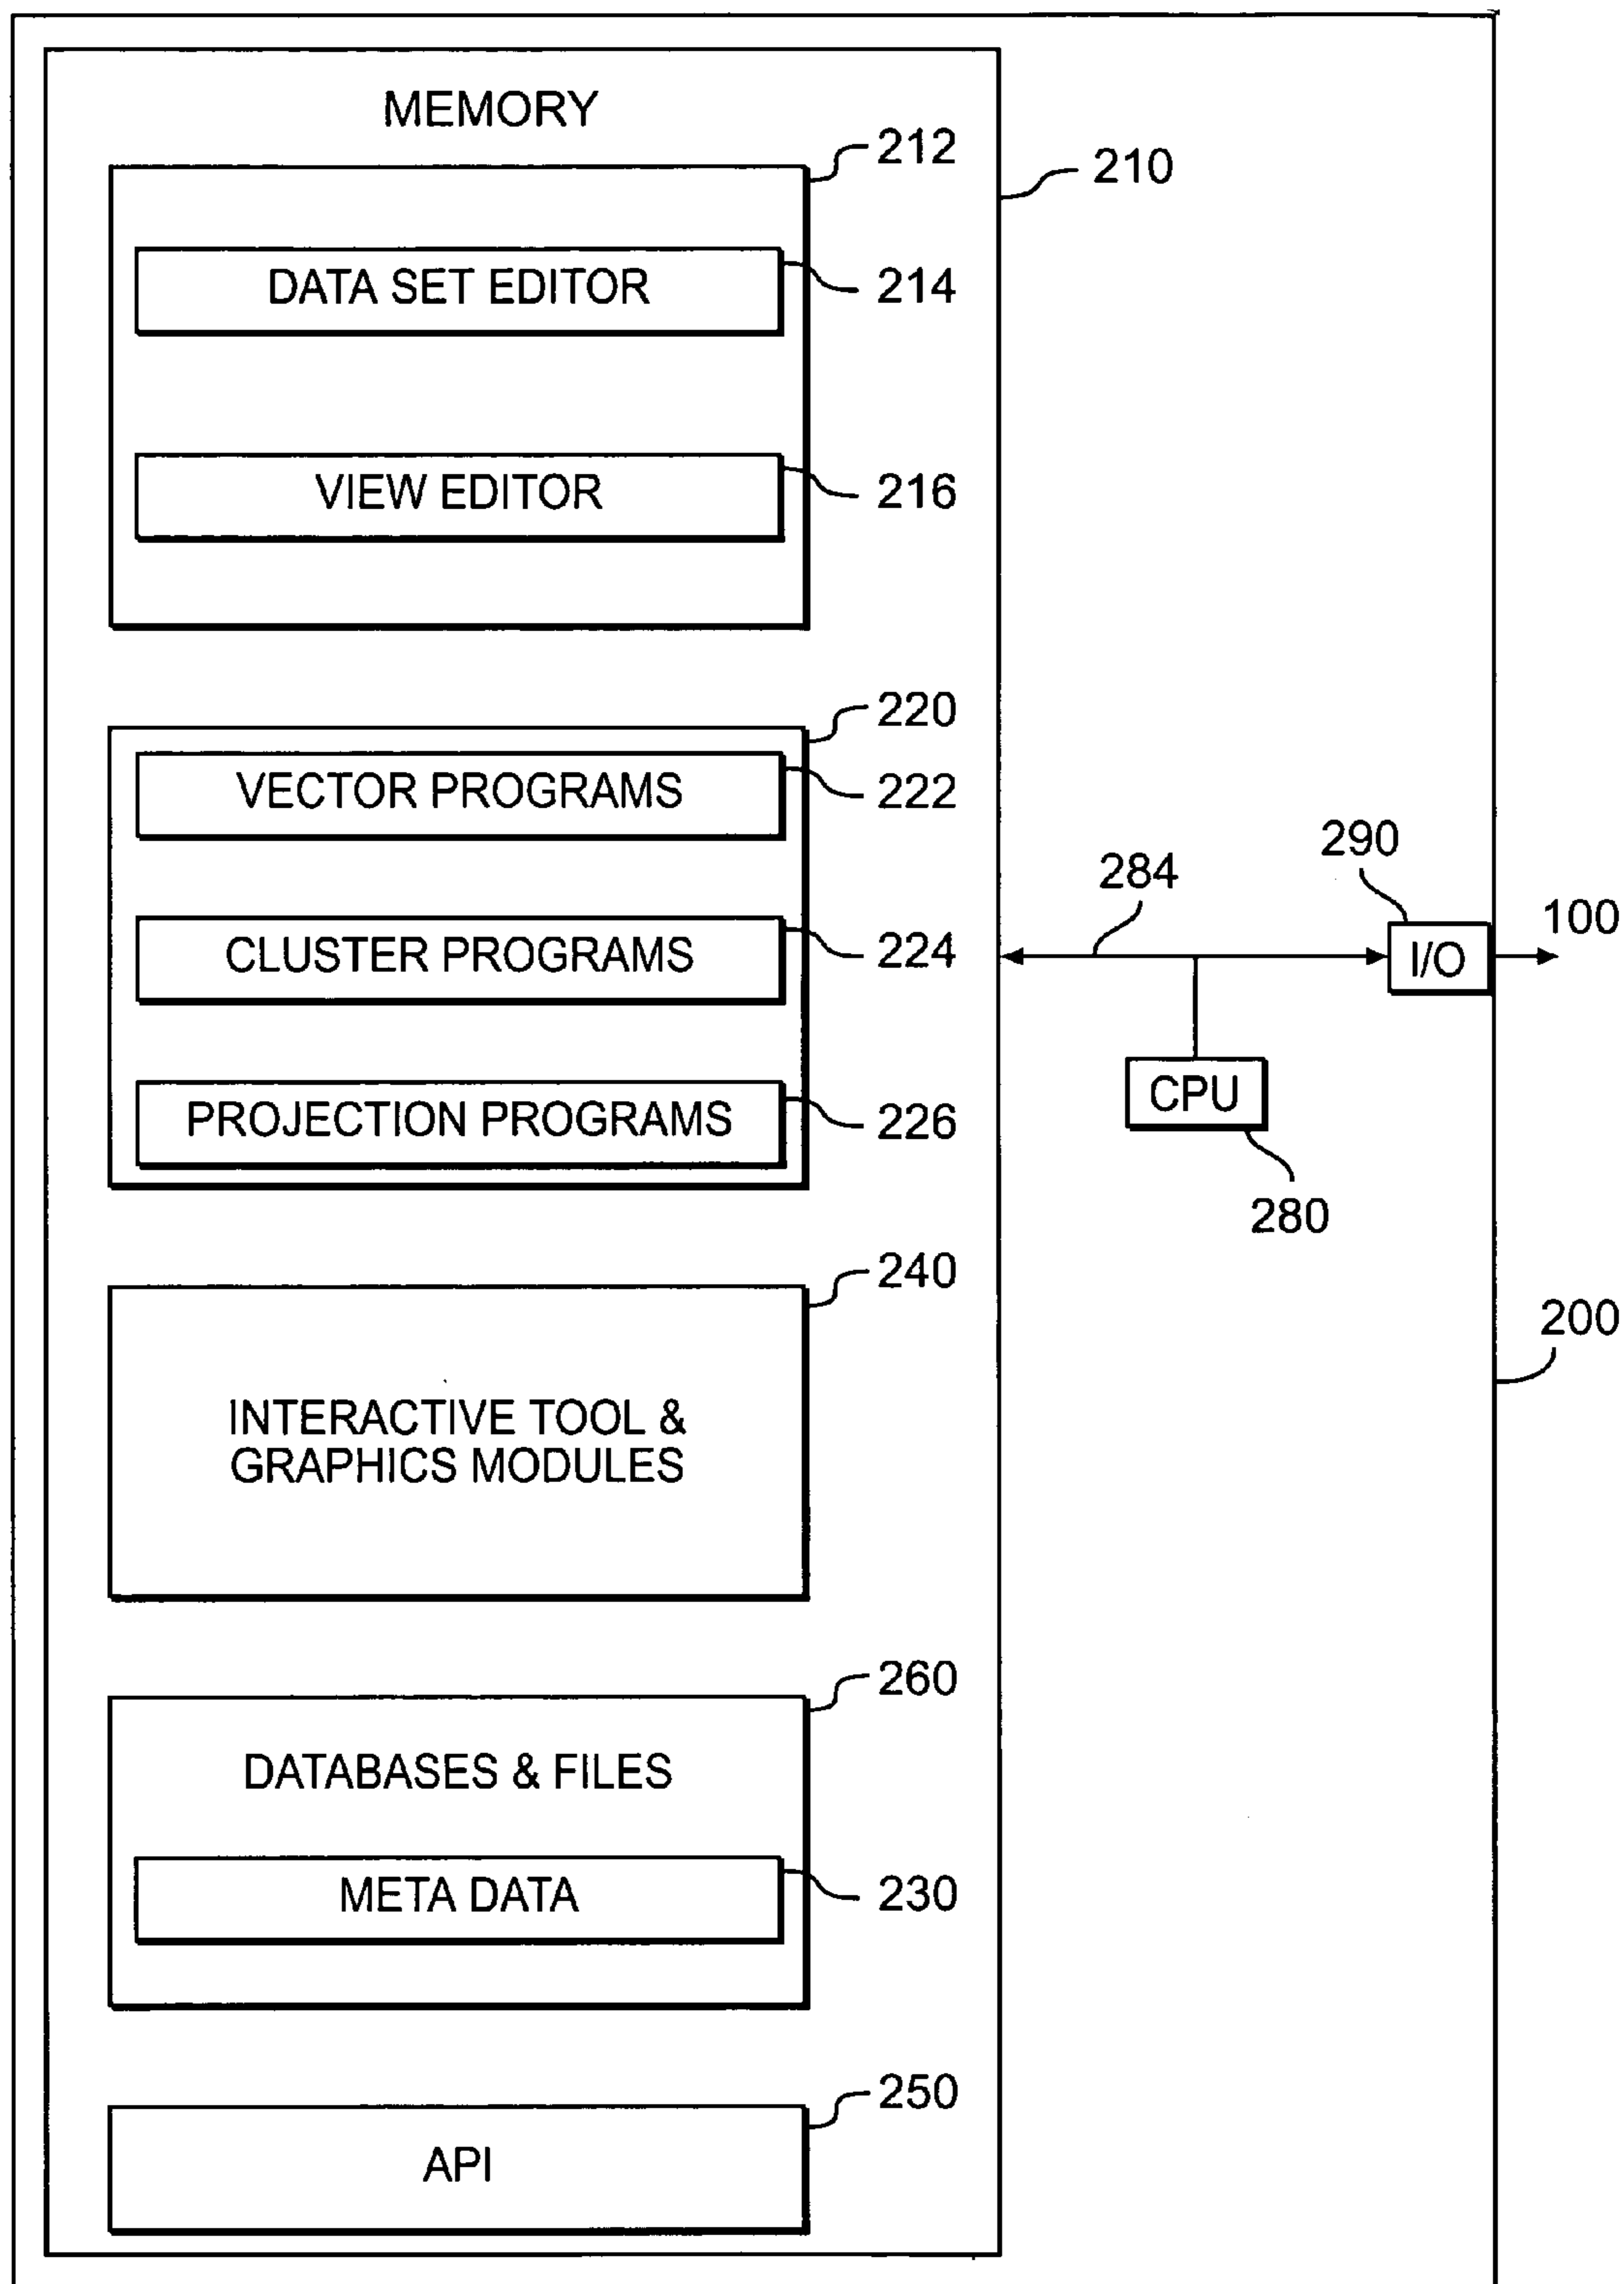 MEMORY
212
210
DATA SET EDITOR
214
VIEW EDITOR
216
220
VECTOR PROGRAMS
222
CLUSTER PROGRAMS
224
PROJECTION PROGRAMS
226
284
290
I/O
100
CPU
280
200
240
INTERACTIVE TOOL &
GRAPHICS MODULES
260
DATABASES & FILES
META DATA
230
250
API